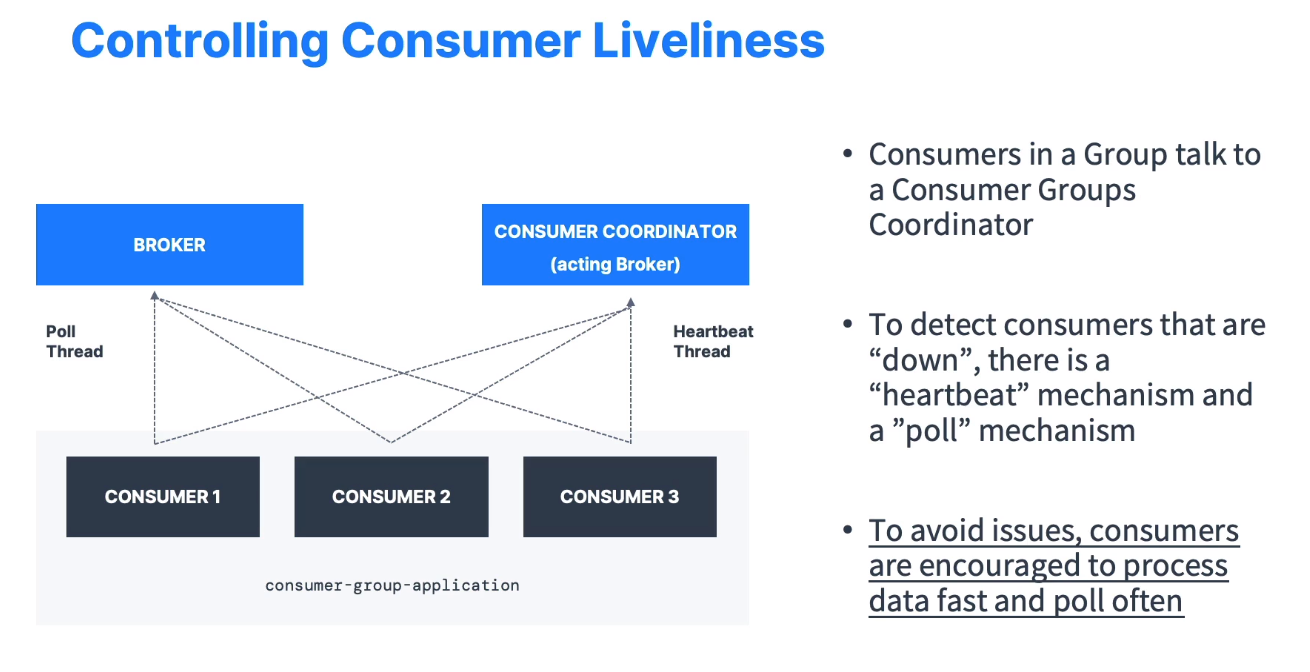 Controlling Consumer Liveliness
BROKER
CONSUMER COORDINATOR
(acting Broker)
Poll
Thread
Heartbeat
Thread
CONSUMER 1
CONSUMER 2
CONSUMER 3
consumer-group-application
• Consumers in a Group talk to
a Consumer Groups
Coordinator
• To detect consumers that are
“down”, there is a
“heartbeat” mechanism and
a ”poll” mechanism
• To avoid issues, consumers
are encouraged to process
data fast and poll often